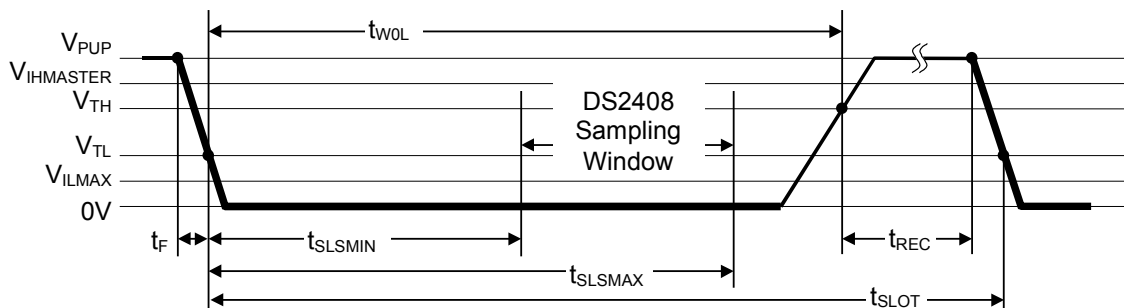 tW0L
VPUP
VIHMASTER
VTH
DS2408
Sampling
Window
VTL
VILMAX
0V
tF
tSLSMIN
tREC
tSLSMAX
tSLOT